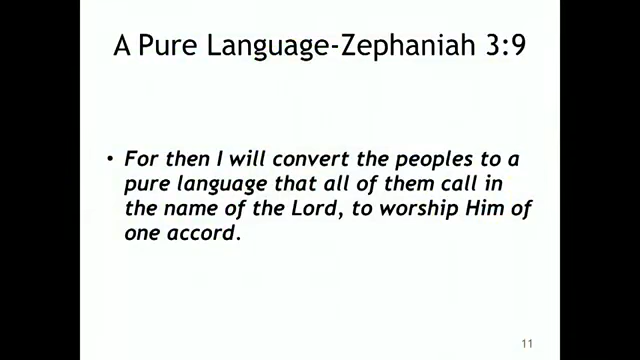 A Pure Language-Zephaniah 3:9
• For then I will convert the peoples to a
pure language that all of them call in
the name of the Lord, to worship Him of
one accord.
11